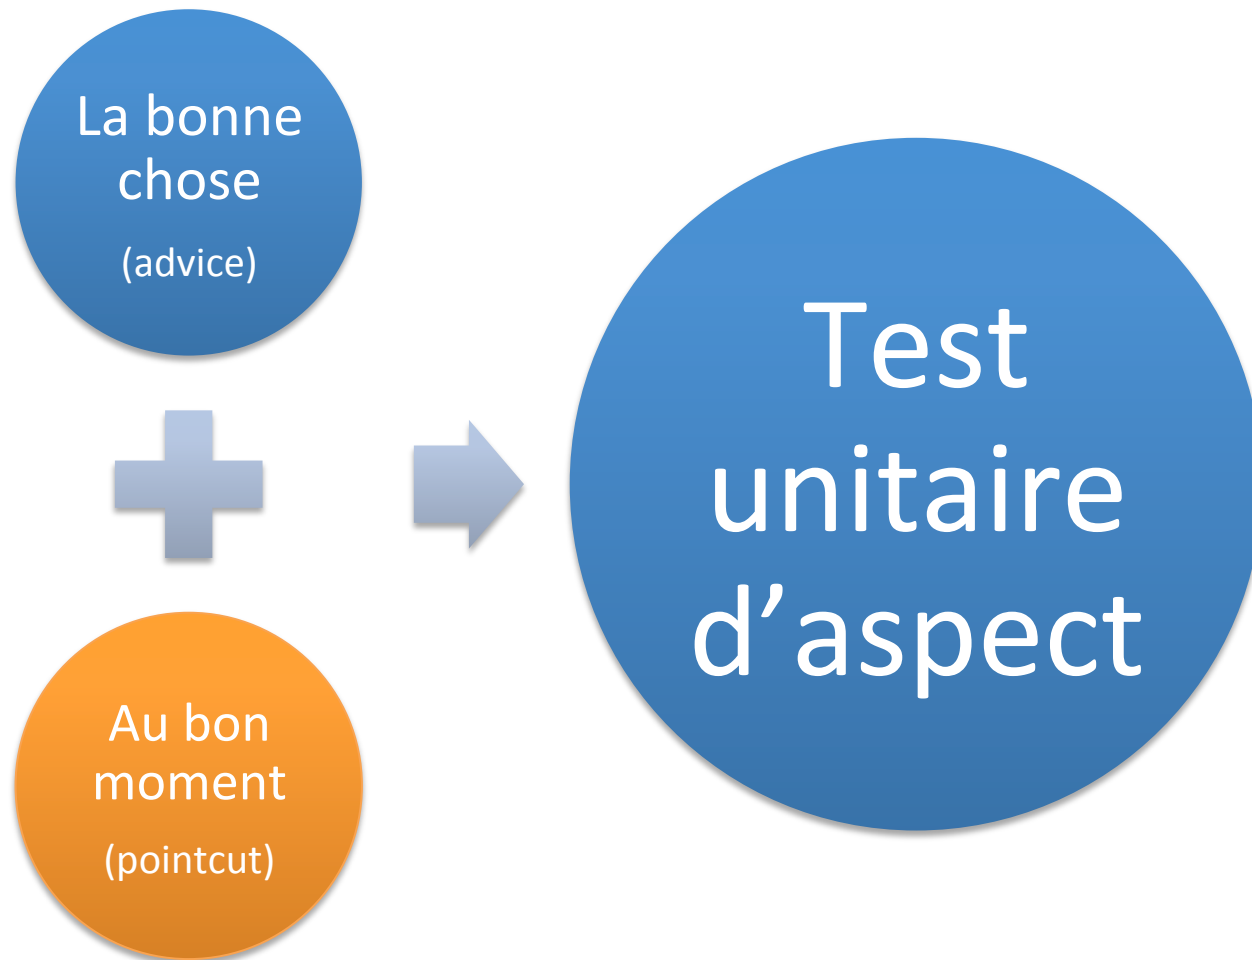 La bonne
chose
(advice)
Au bon
moment
(pointcut)
Test
unitaire
d’aspect